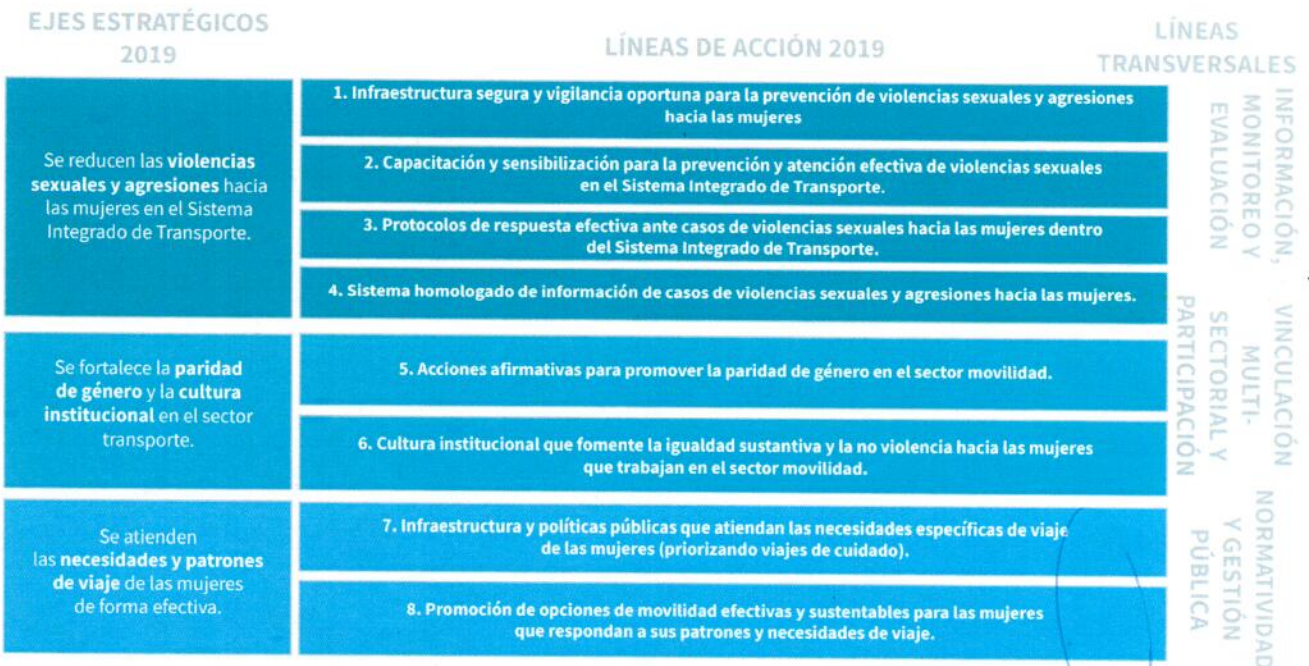 EJES ESTRATÉGICOS
2019
LÍNEAS DE ACCIÓN 2019
LÍNEAS
TRANSVERSALES
Se reducen las violencias
sexuales y agresiones hacia
las mujeres en el Sistema
Integrado de Transporte.
1. Infraestructura segura y vigilancia oportuna para la prevención de violencias sexuales y agresiones
hacia las mujeres
2. Capacitación y sensibilización para la prevención y atención efectiva de violencias sexuales
en el Sistema Integrado de Transporte.
3. Protocolos de respuesta efectiva ante casos de violencias sexuales hacia las mujeres dentro
del Sistema Integrado de Transporte.
4. Sistema homologado de información de casos de violencias sexuales y agresiones hacia las mujeres.
Se fortalece la paridad
de género y la cultura
institucional en el sector
transporte.
5. Acciones afirmativas para promover la paridad de género en el sector movilidad.
6. Cultura institucional que fomente la igualdad sustantiva y la no violencia hacia las mujeres
que trabajan en el sector movilidad.
Se atienden
las necesidades y patrones
de viaje de las mujeres
de forma efectiva.
7. Infraestructura y políticas públicas que atiendan las necesidades específicas de viaje
de las mujeres (priorizando viajes de cuidado).
8. Promoción de opciones de movilidad efectivas y sustentables para las mujeres
que respondan a sus patrones y necesidades de viaje.
INFORMACIÓN,
MONITOREO Y
EVALUACIÓN
VINCULACIÓN
MULTI-
SECTORIAL Y
PARTICIPACIÓN
NORMATIVIDAD
Y GESTIÓN
PÚBLICA